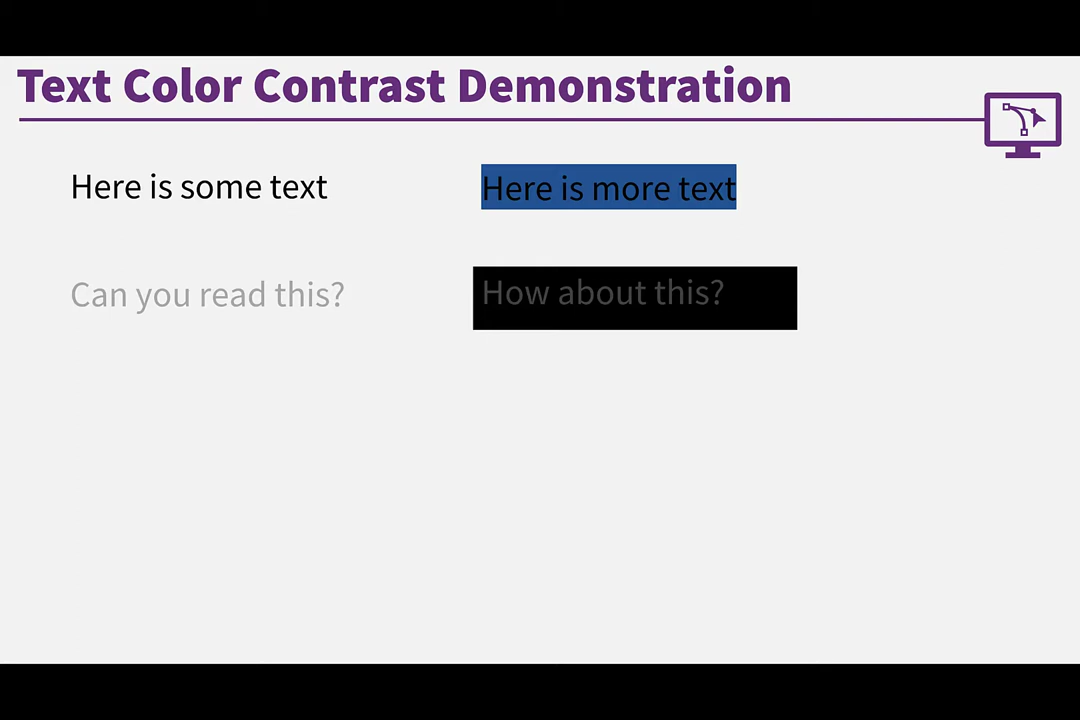 Text Color Contrast Demonstration
Here is some text
Here is more text
Can you read this?
How about this?